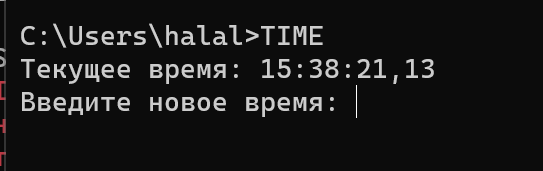 C:\Users\halal>TIME
Текущее время: 15:38:21,13
Введите новое время: